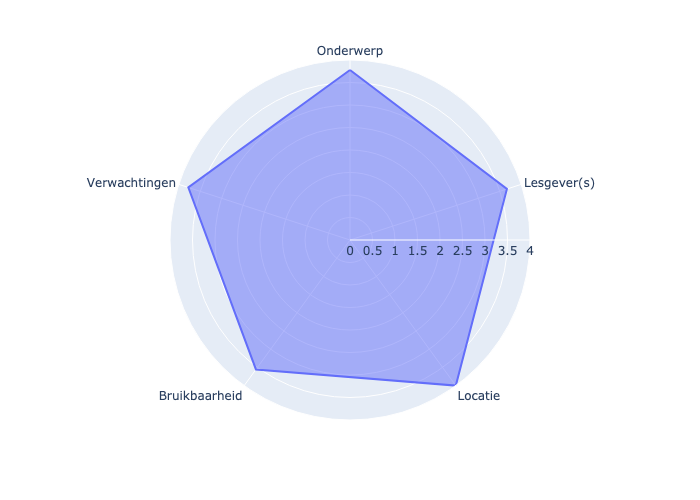 Onderwerp
Verwachtingen
Lesgever(s)
0 0.5 1 1.5 2 2.5 3 3.5 4
Bruikbaarheid
Locatie